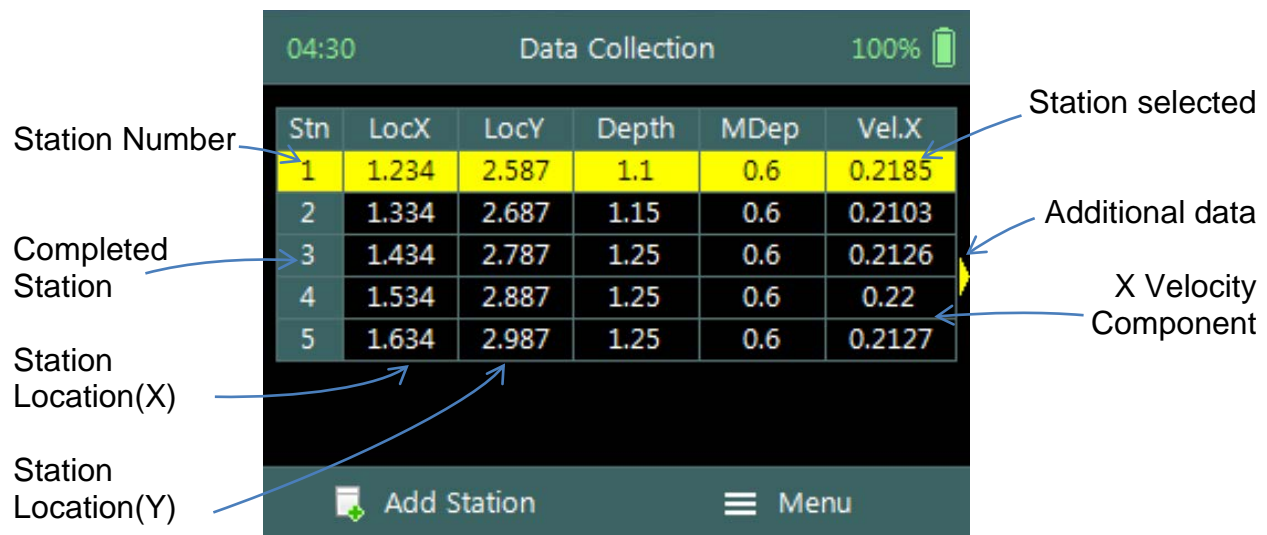 04:30 Data Collection 100%
Station selected
Station Number
Stn LocX LocY Depth MDep Vel.X
1 1.234 2.587 1.1 0.6 0.2185
2 1.334 2.687 1.15 0.6 0.2103
3 1.434 2.787 1.25 0.6 0.2126
4 1.534 2.887 1.25 0.6 0.22
5 1.634 2.987 1.25 0.6 0.2127
Additional data
Completed
Station
X Velocity
Component
Station
Location(X)
Station
Location(Y)
Add Station Menu